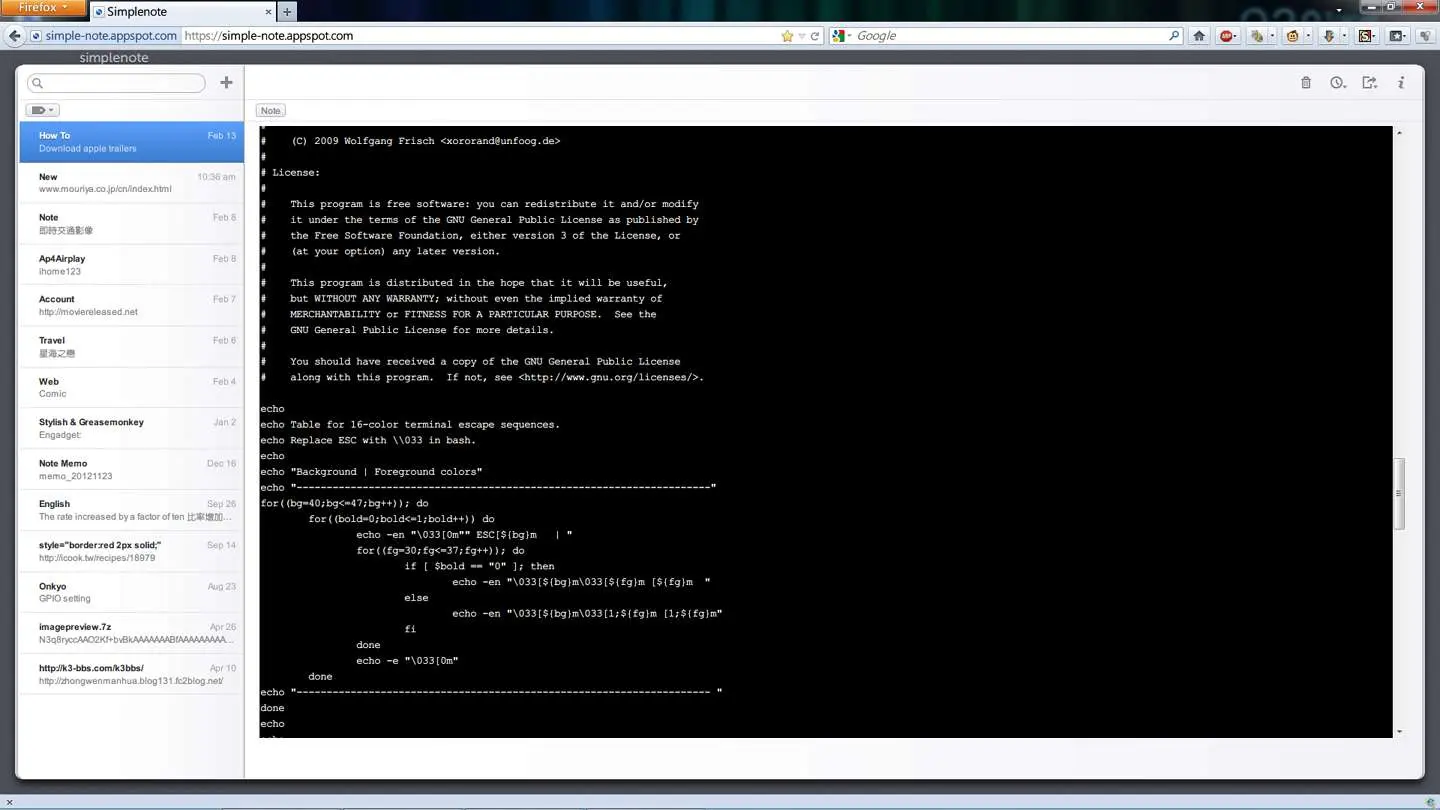 Firefox
Simplenote
simple-note.appspot.com https://simple-note.appspot.com
Google
simplenote
Note
How To Feb 13
Download apple trailers
New 10:36 am
www.mouriya.co.jp/cn/index.html
Note Feb 8
即時交通影像
Ap4Airplay Feb 8
ihome123
Account Feb 7
http://moviereleased.net
Travel Feb 6
星海之戀
Web Feb 4
Comic
Stylish & Greasemonkey Jan 2
Engadget:
Note Memo Dec 16
memo_20121123
English Sep 26
The rate increased by a factor of ten 比率增加...
style="border:red 2px solid;" Sep 14
http://icook.tw/recipes/18979
Onkyo Aug 23
GPIO setting
imagepreview.7z Apr 26
N3q8ryccAAO2Kf+bvBkAAAAAAABfAAAAAAAAA...
http://k3-bbs.com/k3bbs/ Apr 10
http://zhongwenmanhua.blog131.fc2blog.net/
#
#    (C) 2009 Wolfgang Frisch <xororand@unfoog.de>
#
# License:
#
#    This program is free software: you can redistribute it and/or modify
#    it under the terms of the GNU General Public License as published by
#    the Free Software Foundation, either version 3 of the License, or
#    (at your option) any later version.
#
#    This program is distributed in the hope that it will be useful,
#    but WITHOUT ANY WARRANTY; without even the implied warranty of
#    MERCHANTABILITY or FITNESS FOR A PARTICULAR PURPOSE.  See the
#    GNU General Public License for more details.
#
#    You should have received a copy of the GNU General Public License
#    along with this program.  If not, see <http://www.gnu.org/licenses/>.
echo
echo Table for 16-color terminal escape sequences.
echo Replace ESC with \\033 in bash.
echo
echo "Background | Foreground colors"
echo "---------------------------------------------------------------------"
for((bg=40;bg<=47;bg++)); do
        for((bold=0;bold<=1;bold++)) do
                echo -en "\033[0m"" ESC[${bg}m   | "
                for((fg=30;fg<=37;fg++)); do
                        if [ $bold == "0" ]; then
                                echo -en "\033[${bg}m\033[${fg}m [${fg}m  "
                        else
                                echo -en "\033[${bg}m\033[1;${fg}m [1;${fg}m"
                        fi
                done
                echo -e "\033[0m"
        done
echo "--------------------------------------------------------------------- "
done
echo